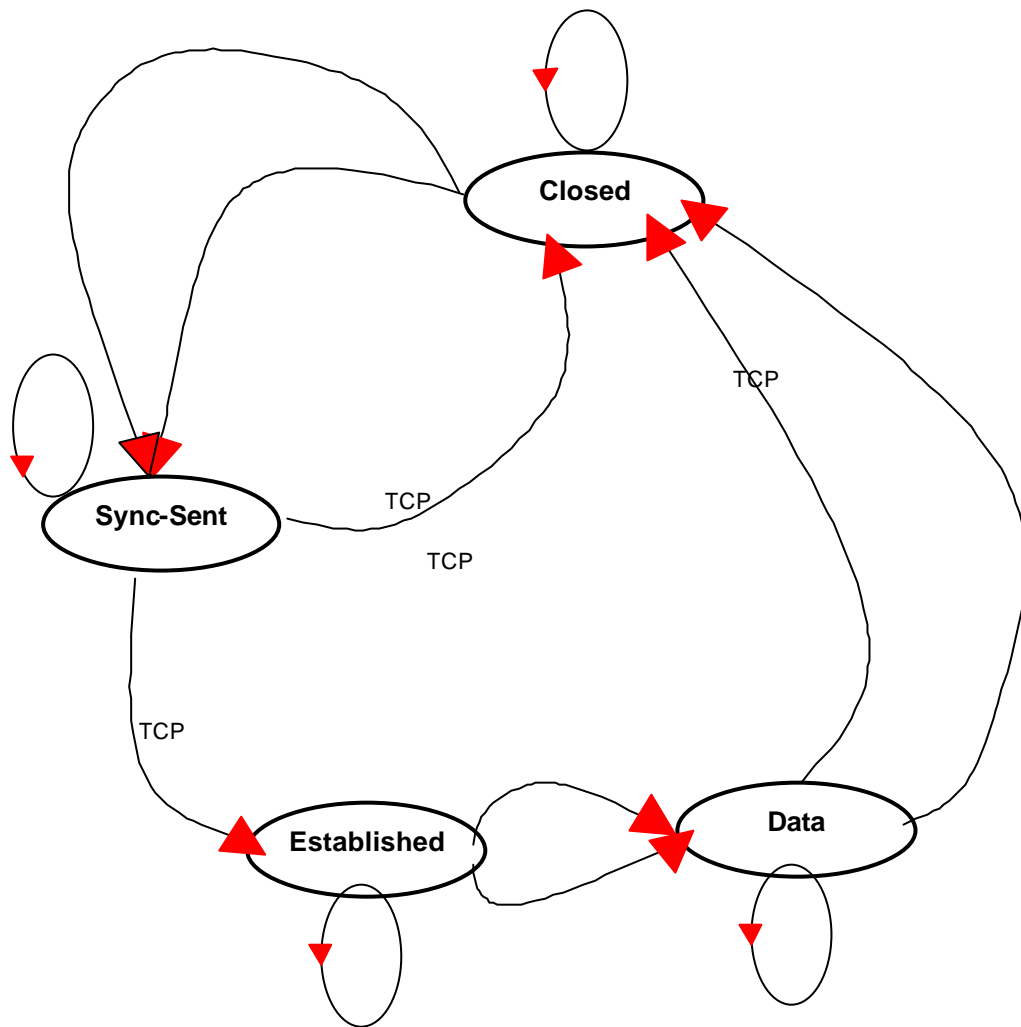 Closed
TCP
TCP
Sync-Sent
TCP
TCP
Established
Data